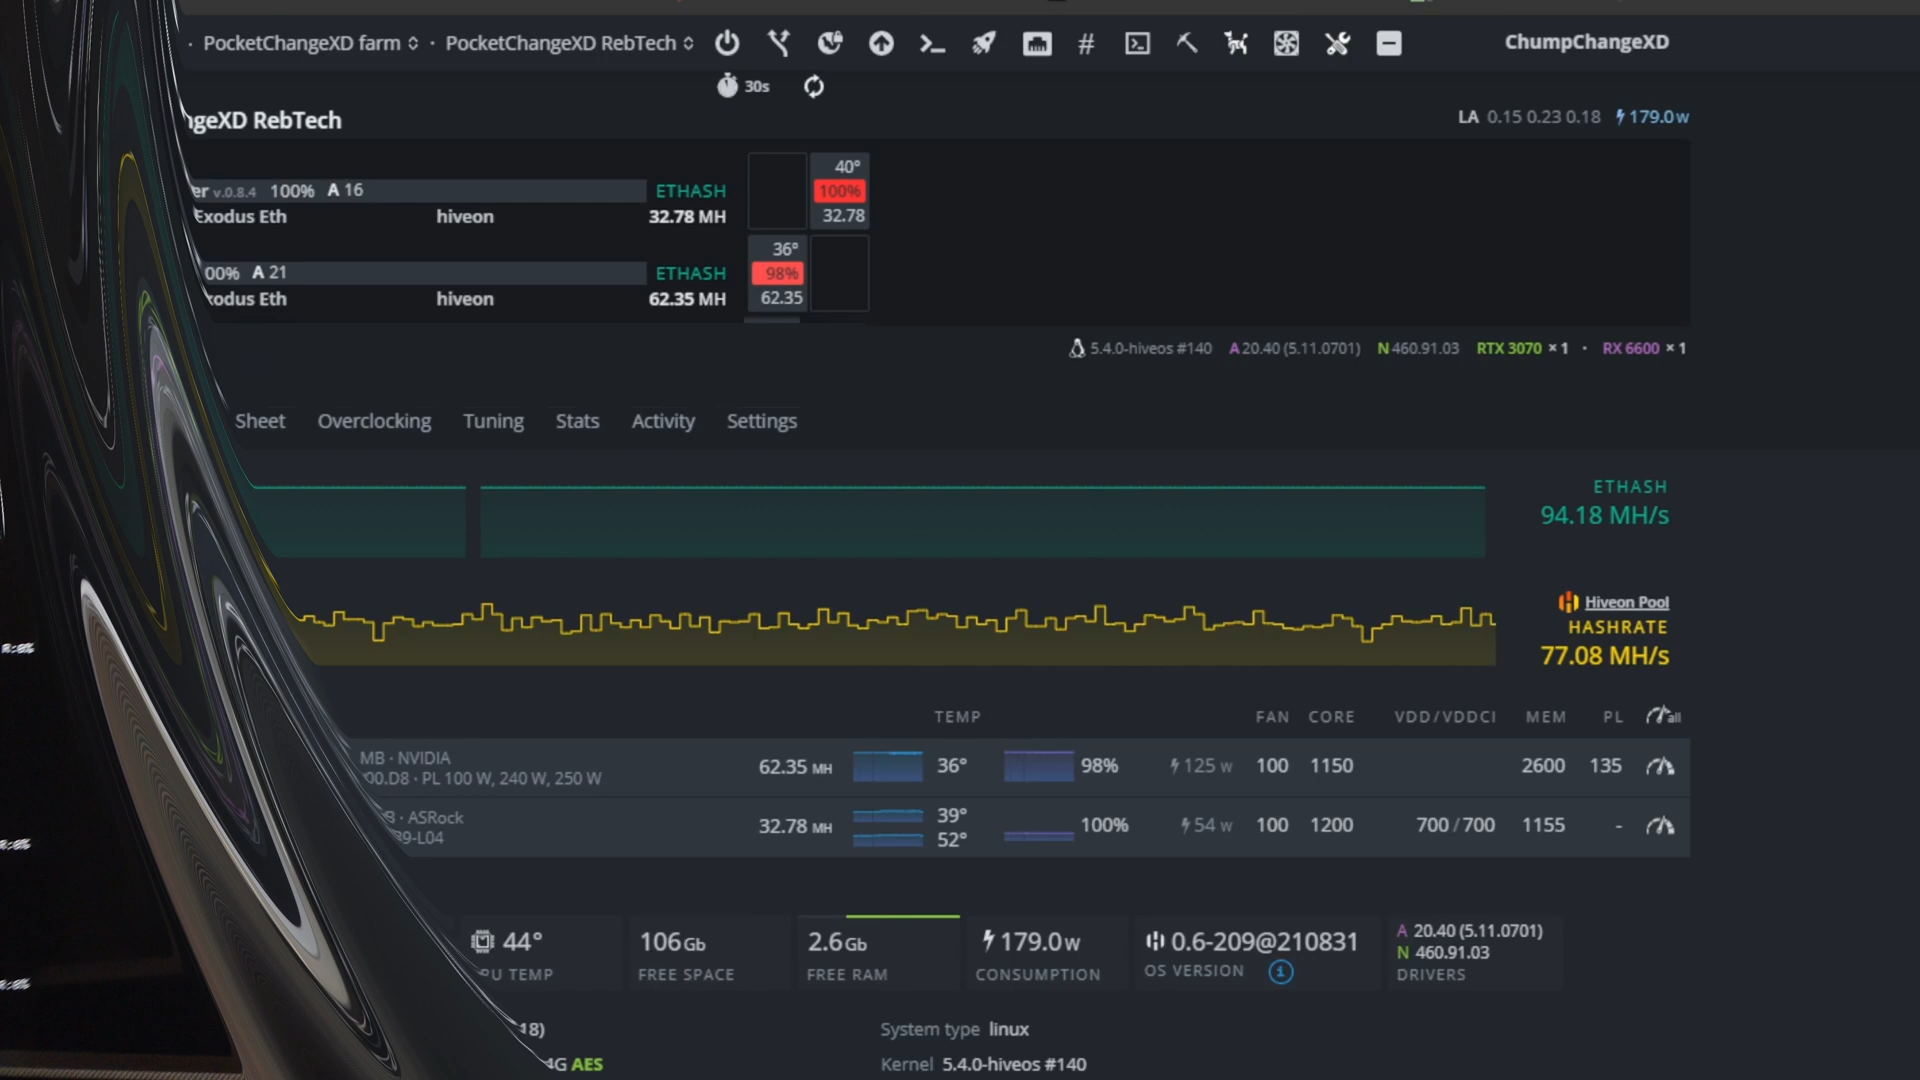 · PocketChangeXD farm · PocketChangeXD RebTech ChumpChangeXD
30s
ngeXD RebTech
LA 0.15 0.23 0.18 179.0 w
er v.0.8.4 100% A 16 ETHASH
Exodus Eth hiveon 32.78 MH
40°
100%
32.78
00% A 21 ETHASH
xodus Eth hiveon 62.35 MH
36°
98%
62.35
5.4.0-hiveos #140 A 20.40 (5.11.0701) N 460.91.03 RTX 3070 × 1 · RX 6600 × 1
Sheet Overclocking Tuning Stats Activity Settings
ETHASH
94.18 MH/s
Hiveon Pool
HASHRATE
77.08 MH/s
TEMP FAN CORE VDD/VDDCI MEM PL all
MB · NVIDIA
00.D8 · PL 100 W, 240 W, 250 W
62.35 MH 36° 98% 125 W 100 1150 2600 135
B · ASRock
39-L04
32.78 MH 39° 52° 100% 54 W 100 1200 700 / 700 1155 -
44°
PU TEMP
106 Gb
FREE SPACE
2.6 Gb
FREE RAM
179.0 w
CONSUMPTION
0.6-209@210831
OS VERSION
A 20.40 (5.11.0701)
N 460.91.03
DRIVERS
18)
System type linux
4G AES
Kernel 5.4.0-hiveos #140